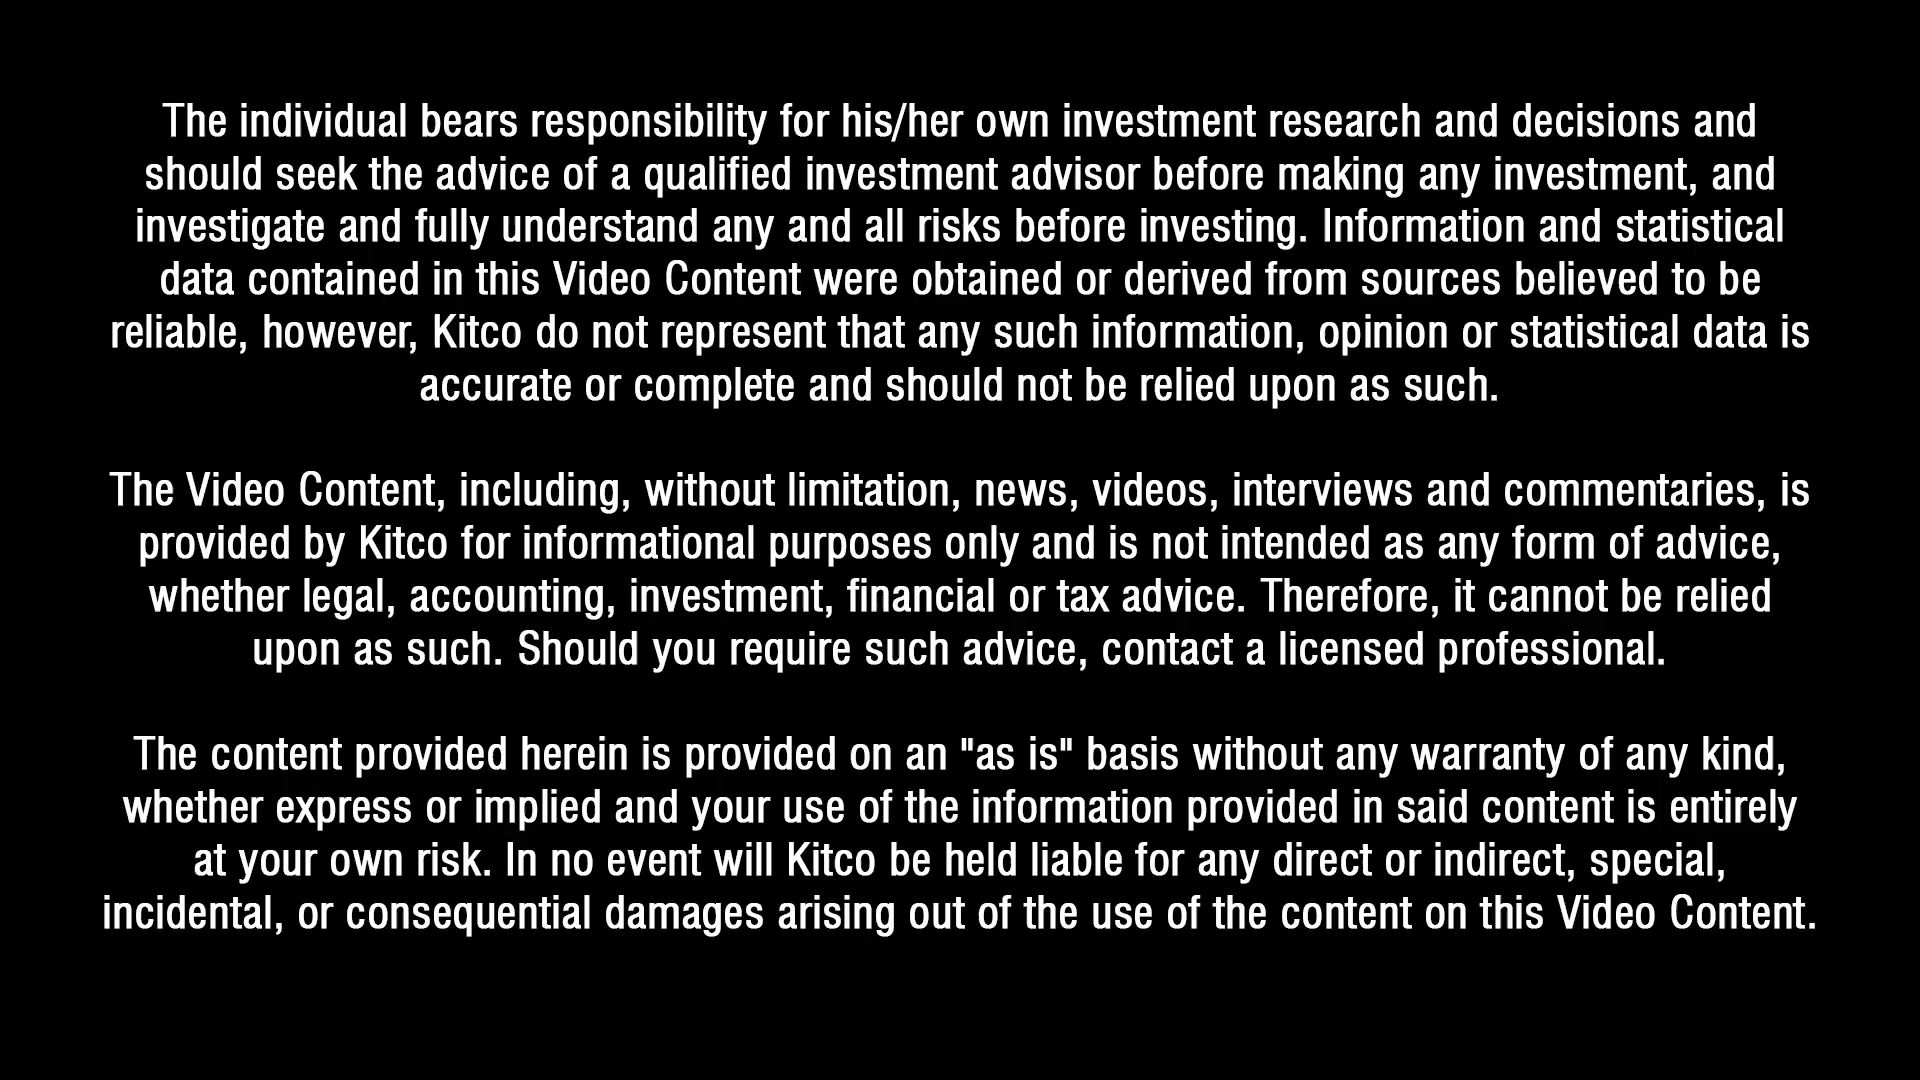 The individual bears responsibility for his/her own investment research and decisions and
should seek the advice of a qualified investment advisor before making any investment, and
investigate and fully understand any and all risks before investing. Information and statistical
data contained in this Video Content were obtained or derived from sources believed to be
reliable, however, Kitco do not represent that any such information, opinion or statistical data is
accurate or complete and should not be relied upon as such.
The Video Content, including, without limitation, news, videos, interviews and commentaries, is
provided by Kitco for informational purposes only and is not intended as any form of advice,
whether legal, accounting, investment, financial or tax advice. Therefore, it cannot be relied
upon as such. Should you require such advice, contact a licensed professional.
The content provided herein is provided on an "as is" basis without any warranty of any kind,
whether express or implied and your use of the information provided in said content is entirely
at your own risk. In no event will Kitco be held liable for any direct or indirect, special,
incidental, or consequential damages arising out of the use of the content on this Video Content.